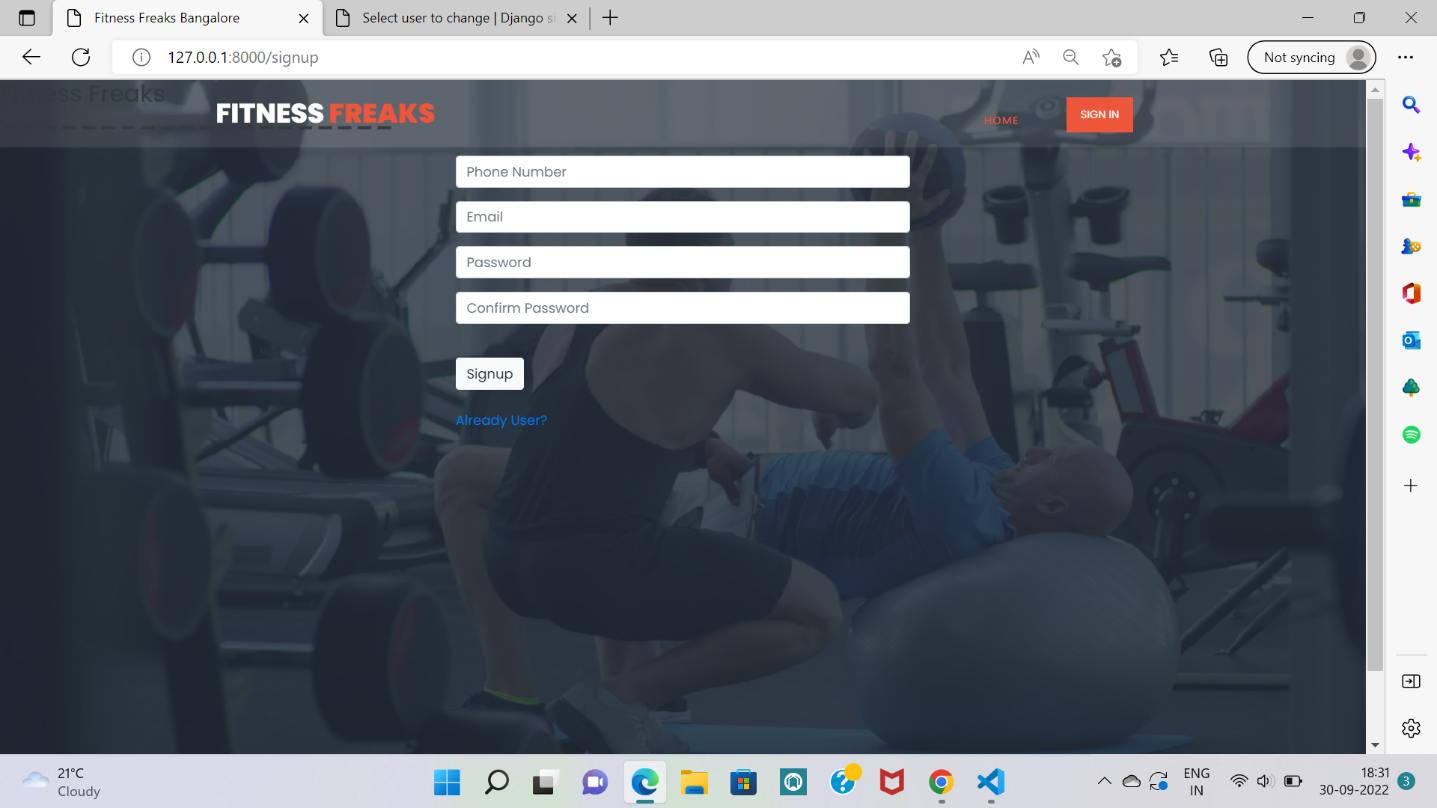 Fitness Freaks Bangalore
Select user to change | Django si
127.0.0.1:8000/signup
Not syncing
Fitness Freaks
FITNESS FREAKS
HOME
SIGN IN
Phone Number
Email
Password
Confirm Password
Signup
Already User?
21°C
Cloudy
ENG
IN
18:31
30-09-2022
3